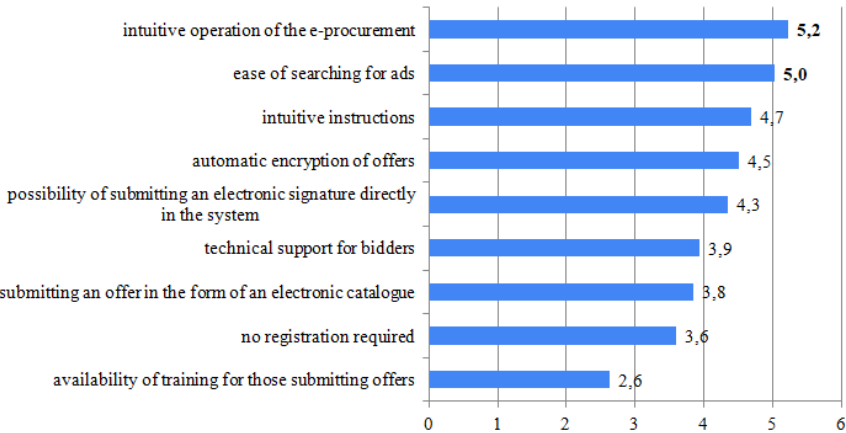 intuitive operation of the e-procurement 5,2
ease of searching for ads 5,0
intuitive instructions 4,7
automatic encryption of offers 4,5
possibility of submitting an electronic signature directly
in the system 4,3
technical support for bidders 3,9
submitting an offer in the form of an electronic catalogue 3,8
no registration required 3,6
availability of training for those submitting offers 2,6
0 1 2 3 4 5 6